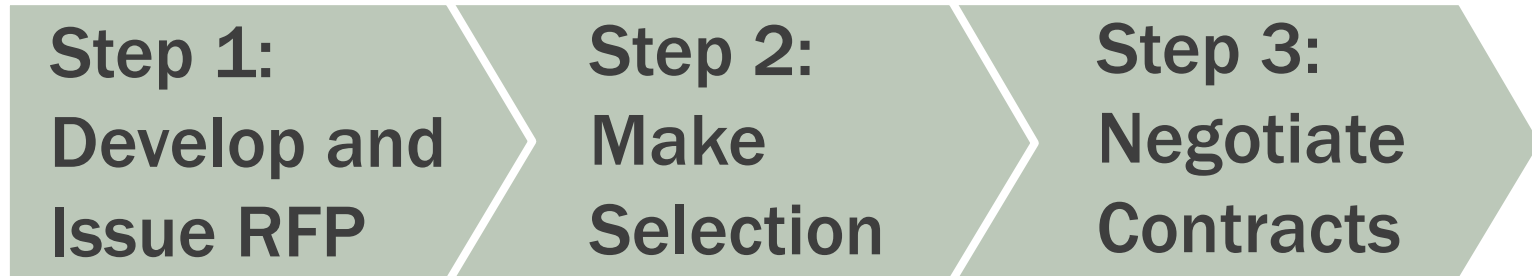 Step 1:
Develop and
Issue RFP
Step 2:
Make
Selection
Step 3:
Negotiate
Contracts